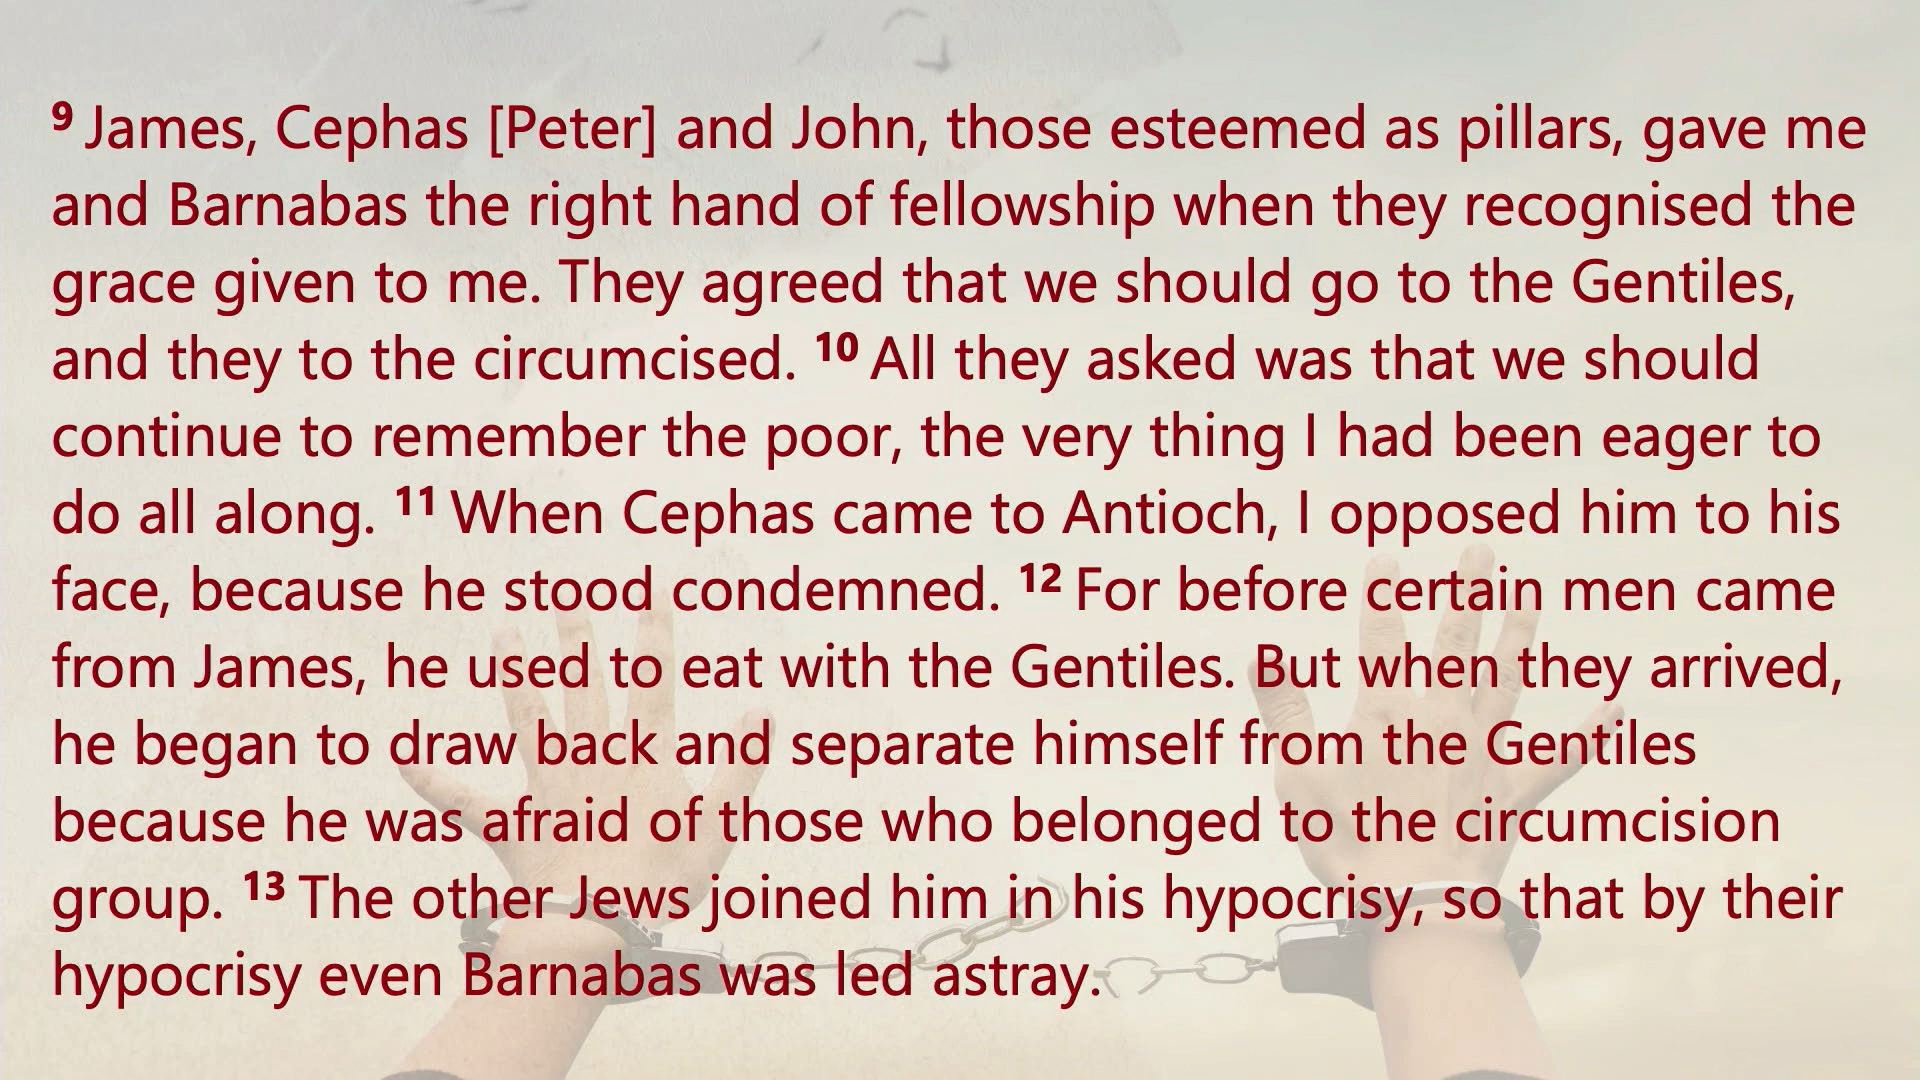 9 James, Cephas [Peter] and John, those esteemed as pillars, gave me
and Barnabas the right hand of fellowship when they recognised the
grace given to me. They agreed that we should go to the Gentiles,
and they to the circumcised. 10 All they asked was that we should
continue to remember the poor, the very thing I had been eager to
do all along. 11 When Cephas came to Antioch, I opposed him to his
face, because he stood condemned. 12 For before certain men came
from James, he used to eat with the Gentiles. But when they arrived,
he began to draw back and separate himself from the Gentiles
because he was afraid of those who belonged to the circumcision
group. 13 The other Jews joined him in his hypocrisy, so that by their
hypocrisy even Barnabas was led astray.